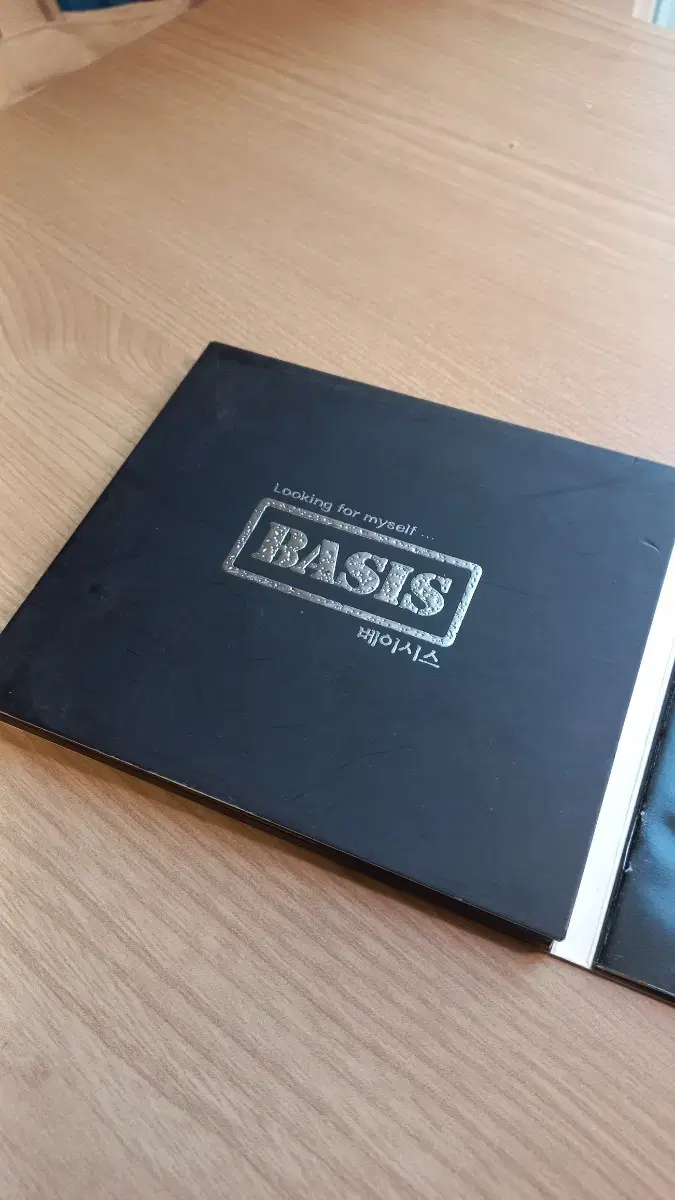 Looking for myself ...
BASIS
베이시스